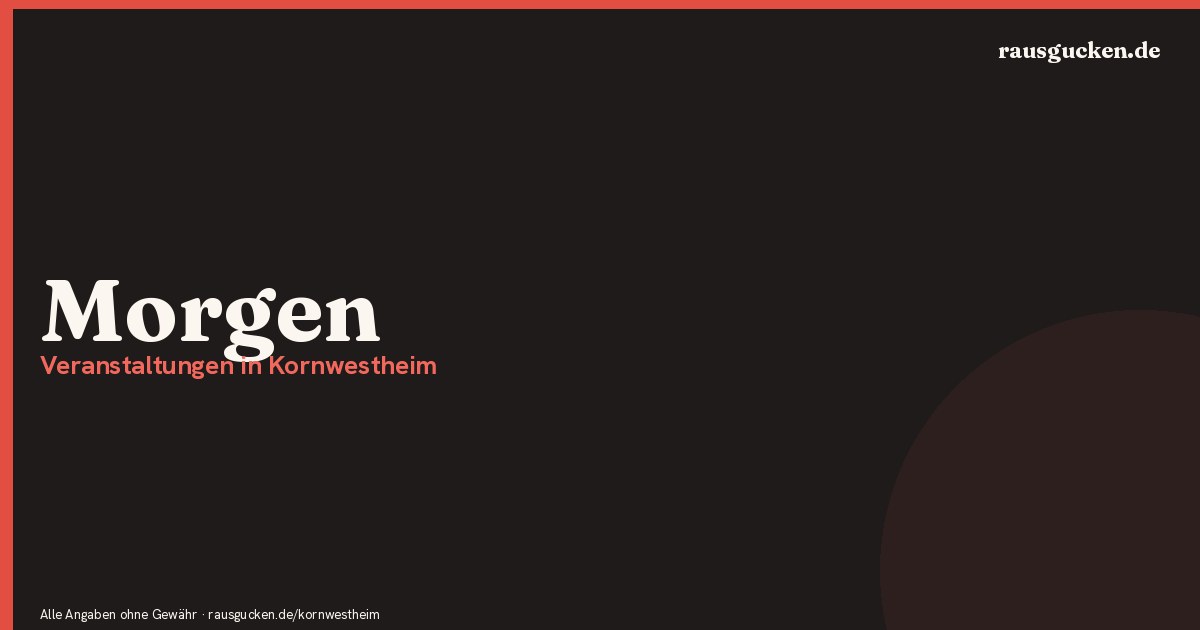 rausgucken.de
Morgen
Veranstaltungen in Kornwestheim
Alle Angaben ohne Gewähr · rausgucken.de/kornwestheim